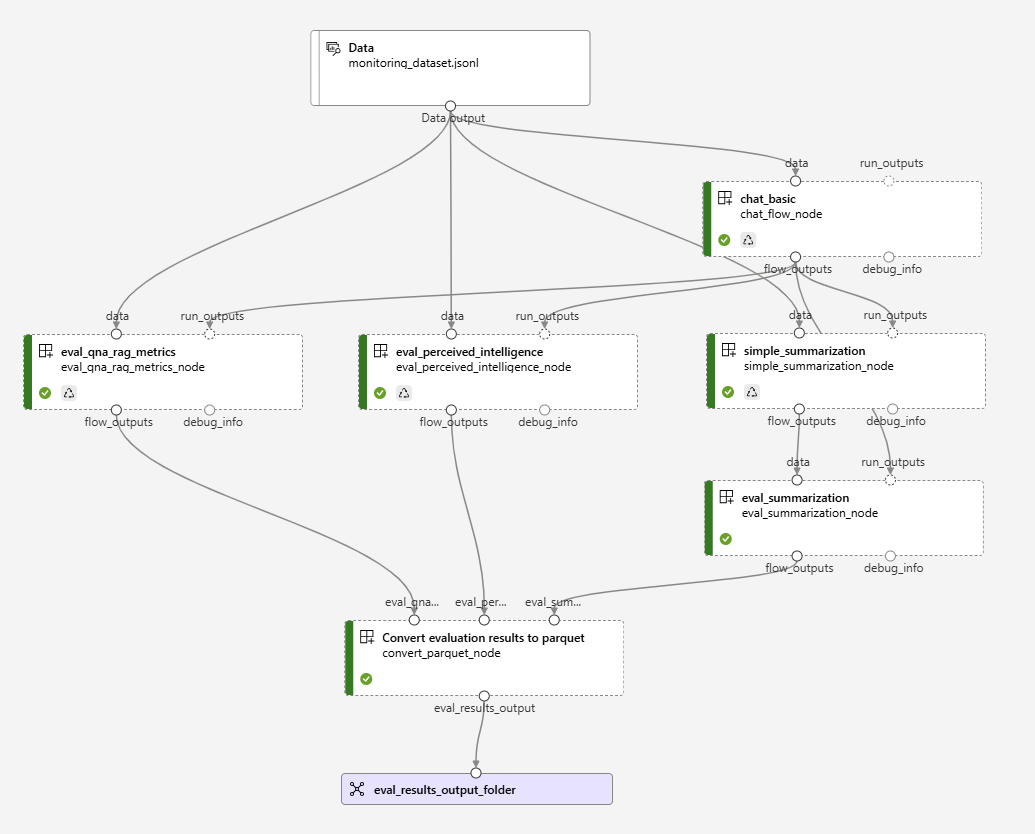 Data
monitoring_dataset.jsonl
Data output
data
run_outputs
chat_basic
chat_flow_node
flow_outputs
debug_info
data
run_outputs
data
run_outputs
data
run_outputs
eval_qna_rag_metrics
eval_qna_rag_metrics_node
eval_perceived_intelligence
eval_perceived_intelligence_node
simple_summarization
simple_summarization_node
flow_outputs
debug_info
flow_outputs
debug_info
flow_outputs
debug_info
data
run_outputs
eval_summarization
eval_summarization_node
flow_outputs
debug_info
eval_qna...
eval_per...
eval_sum...
Convert evaluation results to parquet
convert_parquet_node
eval_results_output
eval_results_output_folder